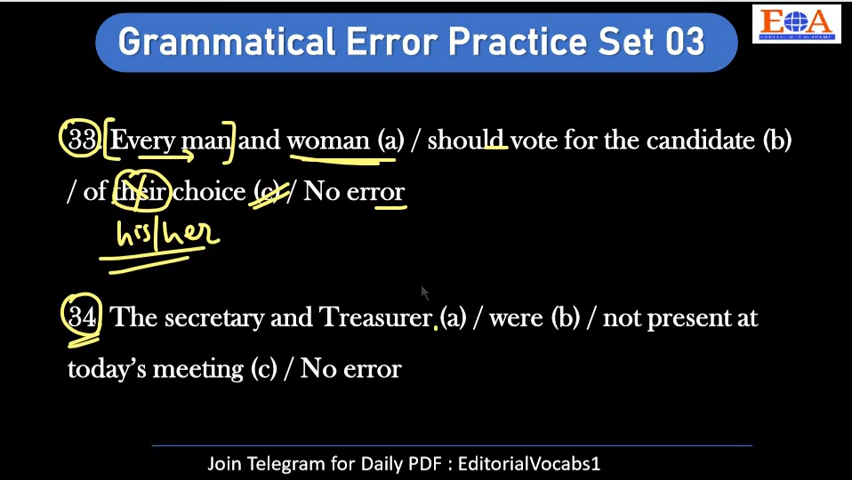 Grammatical Error Practice Set 03
EOA
33. Every man and woman (a) / should vote for the candidate (b)
/ of their choice (c) / No error
his/her
34. The secretary and Treasurer (a) / were (b) / not present at
today's meeting (c) / No error
Join Telegram for Daily PDF : EditorialVocabs1